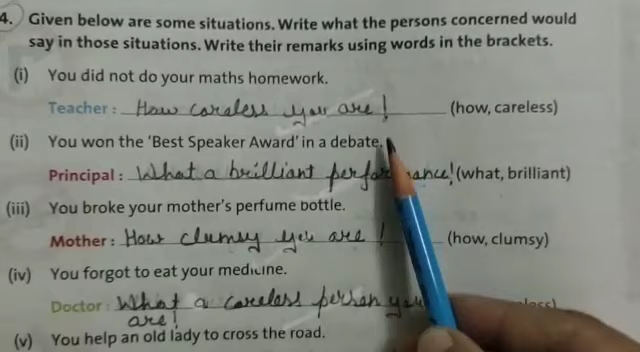 4. Given below are some situations. Write what the persons concerned would
say in those situations. Write their remarks using words in the brackets.
(i) You did not do your maths homework.
Teacher: How careless you are! (how, careless)
(ii) You won the 'Best Speaker Award' in a debate.
Principal: What a brilliant performance! (what, brilliant)
(iii) You broke your mother's perfume bottle.
Mother: How clumsy you are! (how, clumsy)
(iv) You forgot to eat your medicine.
Doctor: What a careless person you
are!
(v) You help an old lady to cross the road.